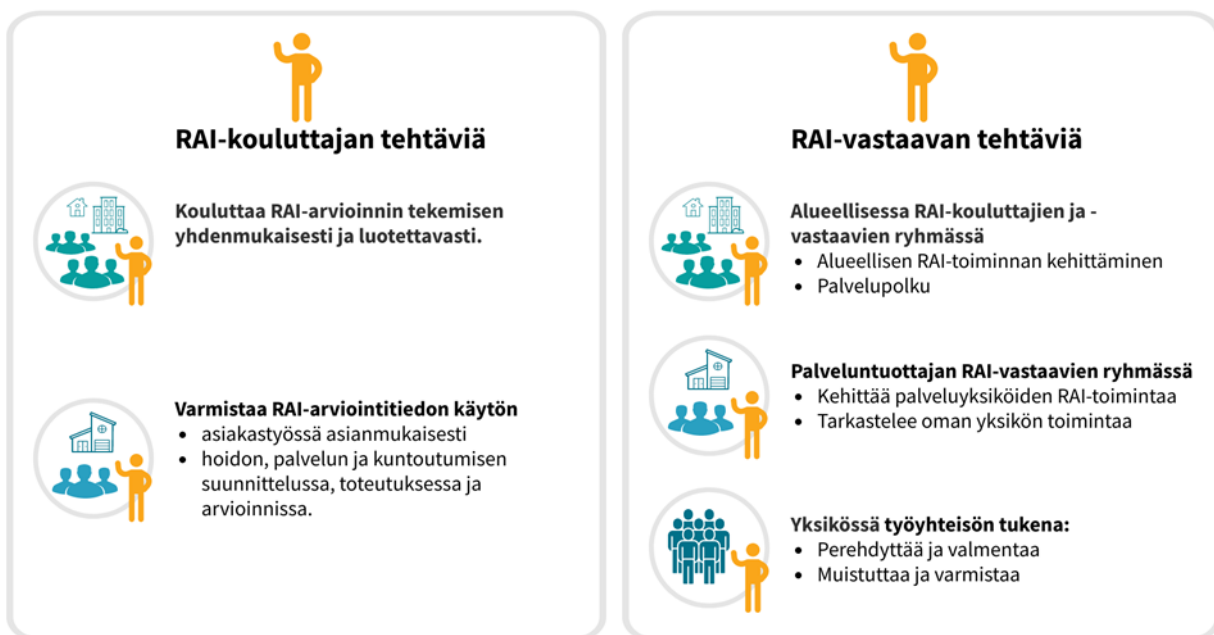 RAI-kouluttajan tehtäviä
Kouluttaa RAI-arvioinnin tekemisen
yhdenmukaisesti ja luotettavasti.
Varmistaa RAI-arviointitiedon käytön
• asiakastyössä asianmukaisesti
• hoidon, palvelun ja kuntoutumisen
suunnittelussa, toteutuksessa ja
arvioinnissa.
RAI-vastaavan tehtäviä
Alueellisessa RAI-kouluttajien ja -
vastaavien ryhmässä
• Alueellisen RAI-toiminnan kehittäminen
• Palvelupolku
Palveluntuottajan RAI-vastaavien ryhmässä
• Kehittää palveluyksiköiden RAI-toimintaa
• Tarkastelee oman yksikön toimintaa
Yksikössä työyhteisön tukena:
• Perehdyttää ja valmentaa
• Muistuttaa ja varmistaa